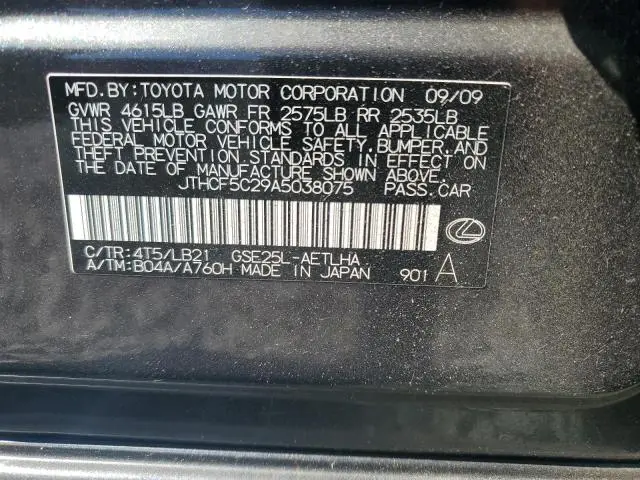 MFD. BY: TOYOTA MOTOR CORPORATION 09/09
GVWR 4615LB GAWR FR 2575LB RR 2535LB
THIS VEHICLE CONFORMS TO ALL APPLICABLE
FEDERAL MOTOR VEHICLE SAFETY, BUMPER, AND
THEFT PREVENTION STANDARDS IN EFFECT ON
THE DATE OF MANUFACTURE SHOWN ABOVE.
JTHCF5C29A5038075 PASS. CAR
C/TR: 4T5/LB21 GSE25L-AETLHA
A/TM: B04A/A760H MADE IN JAPAN 901 A